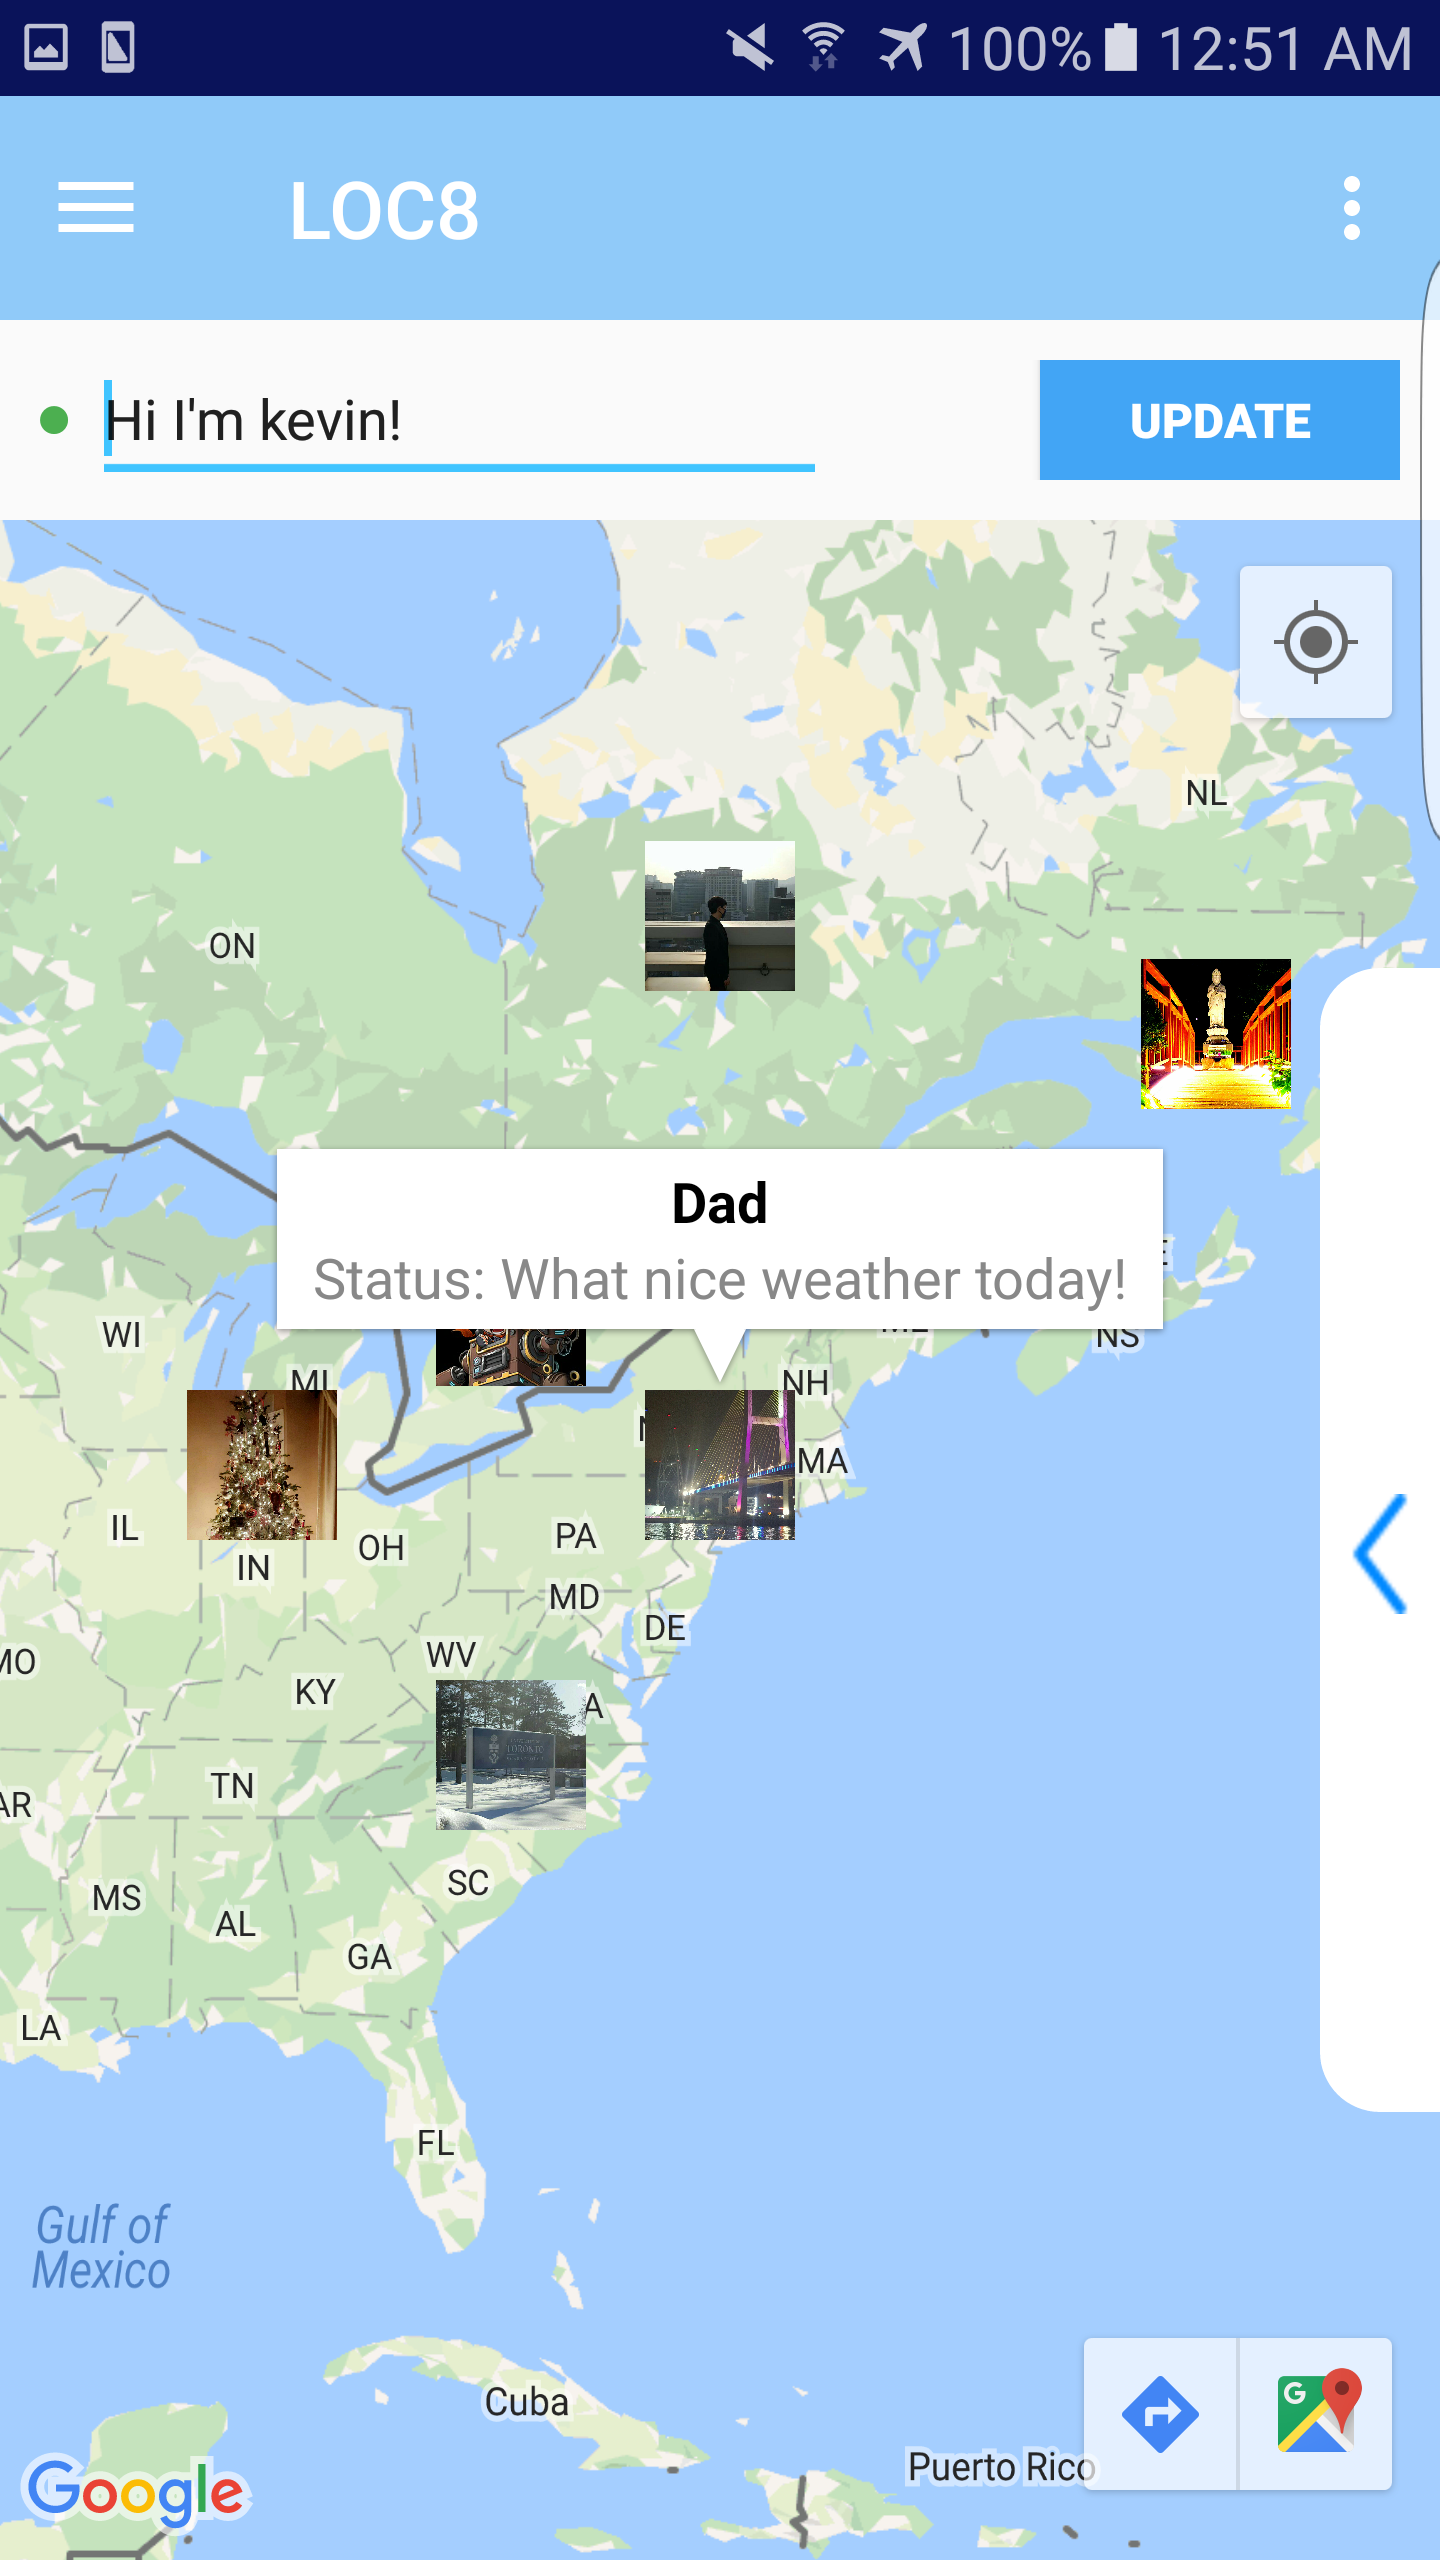 100% 12:51 AM
LOC8
Hi I'm kevin!
UPDATE
NL
ON
Dad
Status: What nice weather today!
WI
NS
MI
NH
MA
IL
OH
PA
IN
MD
DE
WV
MO
KY
TORONTO
TN
AR
SC
MS
AL
GA
LA
FL
Gulf of
Mexico
Cuba
Puerto Rico
Google